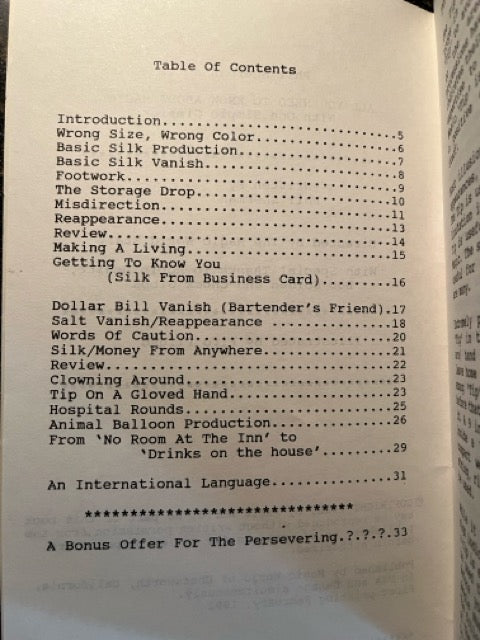 Table Of Contents
Introduction..............................5
Wrong Size, Wrong Color..................6
Basic Silk Production....................7
Basic Silk Vanish........................8
Footwork.................................9
The Storage Drop........................10
Misdirection............................11
Reappearance............................13
Review..................................14
Making A Living.........................15
Getting To Know You
(Silk From Business Card).......16
Dollar Bill Vanish (Bartender's Friend).17
Salt Vanish/Reappearance ...............18
Words Of Caution........................20
Silk/Money From Anywhere................21
Review..................................22
Clowning Around.........................23
Tip On A Gloved Hand....................23
Hospital Rounds.........................25
Animal Balloon Production...............26
From 'No Room At The Inn' to
'Drinks on the house'.........29
An International Language...............31
*******************************
A Bonus Offer For The Persevering.?.?.?.33